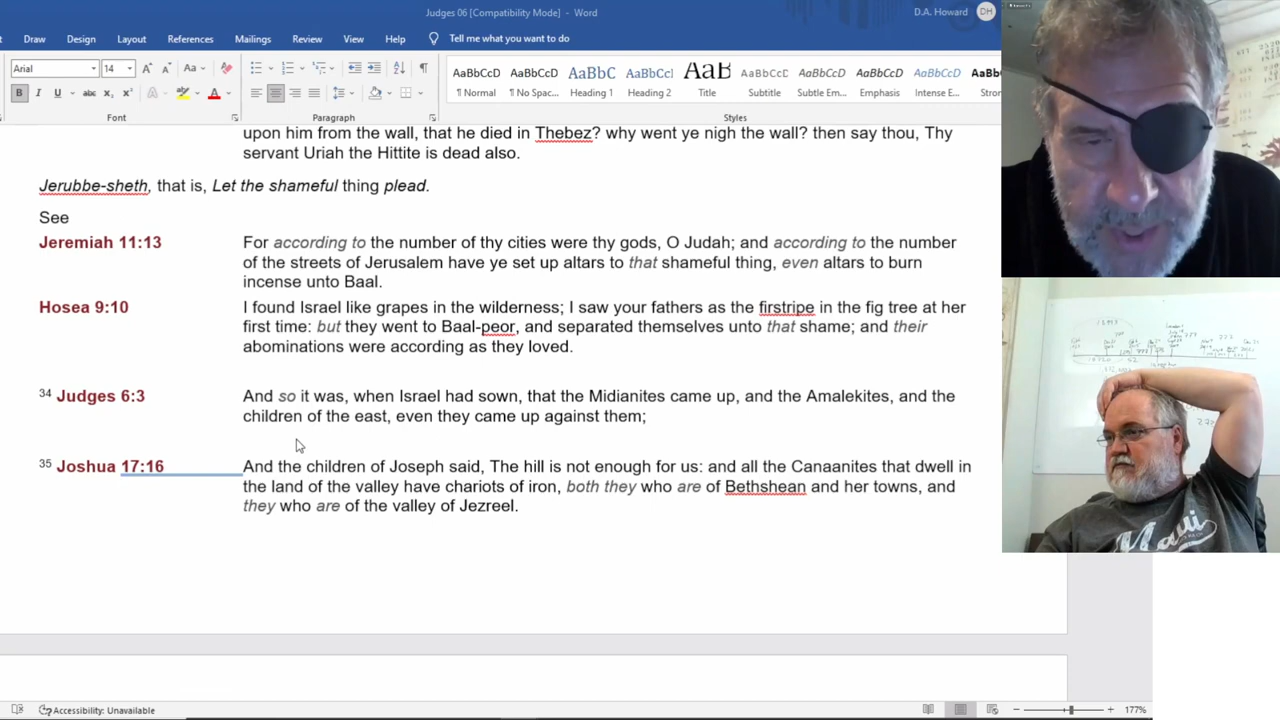 Judges 06 [Compatibility Mode] - Word
D.A. Howard DH
Draw Design Layout References Mailings Review View Help Tell me what you want to do
Arial 14 Aa
AaBbCcD AaBbCcD AaBbC AaBbCcI AaB AaBbCcD AaBbCcD AaBbCcD AaBbCcD AaBb
B I U abc x₂ x² A A
¶ Normal ¶ No Spac... Heading 1 Heading 2 Title Subtitle Subtle Em... Emphasis Intense E... Stron
Font Paragraph Styles
upon him from the wall, that he died in Thebez? why went ye nigh the wall? then say thou, Thy
servant Uriah the Hittite is dead also.
Jerubbe-sheth, that is, Let the shameful thing plead.
See
Jeremiah 11:13 For according to the number of thy cities were thy gods, O Judah; and according to the number
of the streets of Jerusalem have ye set up altars to that shameful thing, even altars to burn
incense unto Baal.
Hosea 9:10 I found Israel like grapes in the wilderness; I saw your fathers as the firstripe in the fig tree at her
first time: but they went to Baal-peor, and separated themselves unto that shame; and their
abominations were according as they loved.
34 Judges 6:3 And so it was, when Israel had sown, that the Midianites came up, and the Amalekites, and the
children of the east, even they came up against them;
35 Joshua 17:16 And the children of Joseph said, The hill is not enough for us: and all the Canaanites that dwell in
the land of the valley have chariots of iron, both they who are of Bethshean and her towns, and
they who are of the valley of Jezreel.
Maui
Accessibility: Unavailable
177%